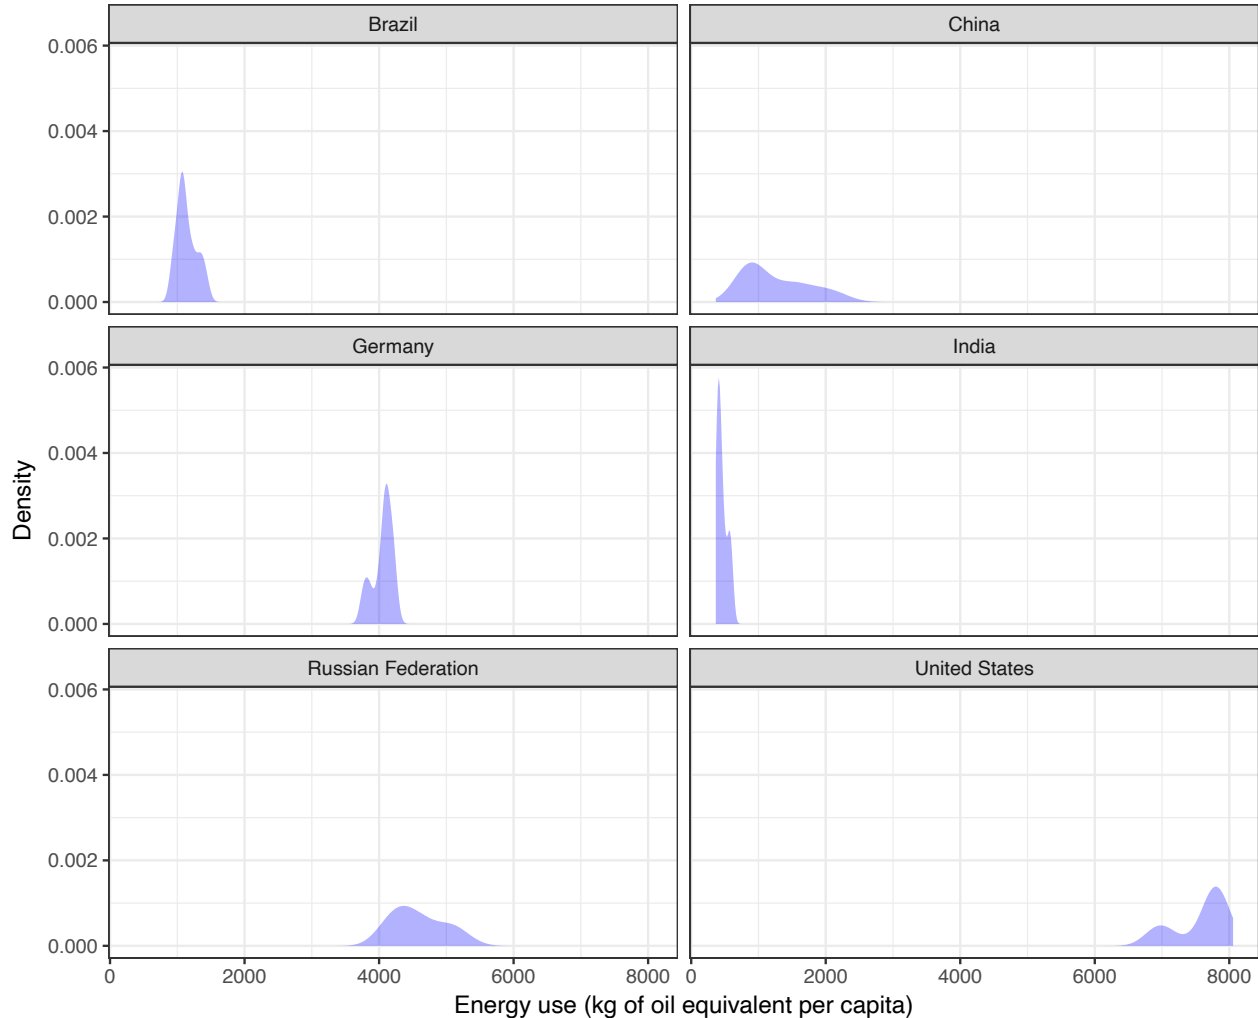 Brazil
China
0.006
0.004
0.002
0.000
Germany
India
0.006
0.004
0.002
0.000
Density
Russian Federation
United States
0.006
0.004
0.002
0.000
0 2000 4000 6000 8000
0 2000 4000 6000 8000
Energy use (kg of oil equivalent per capita)